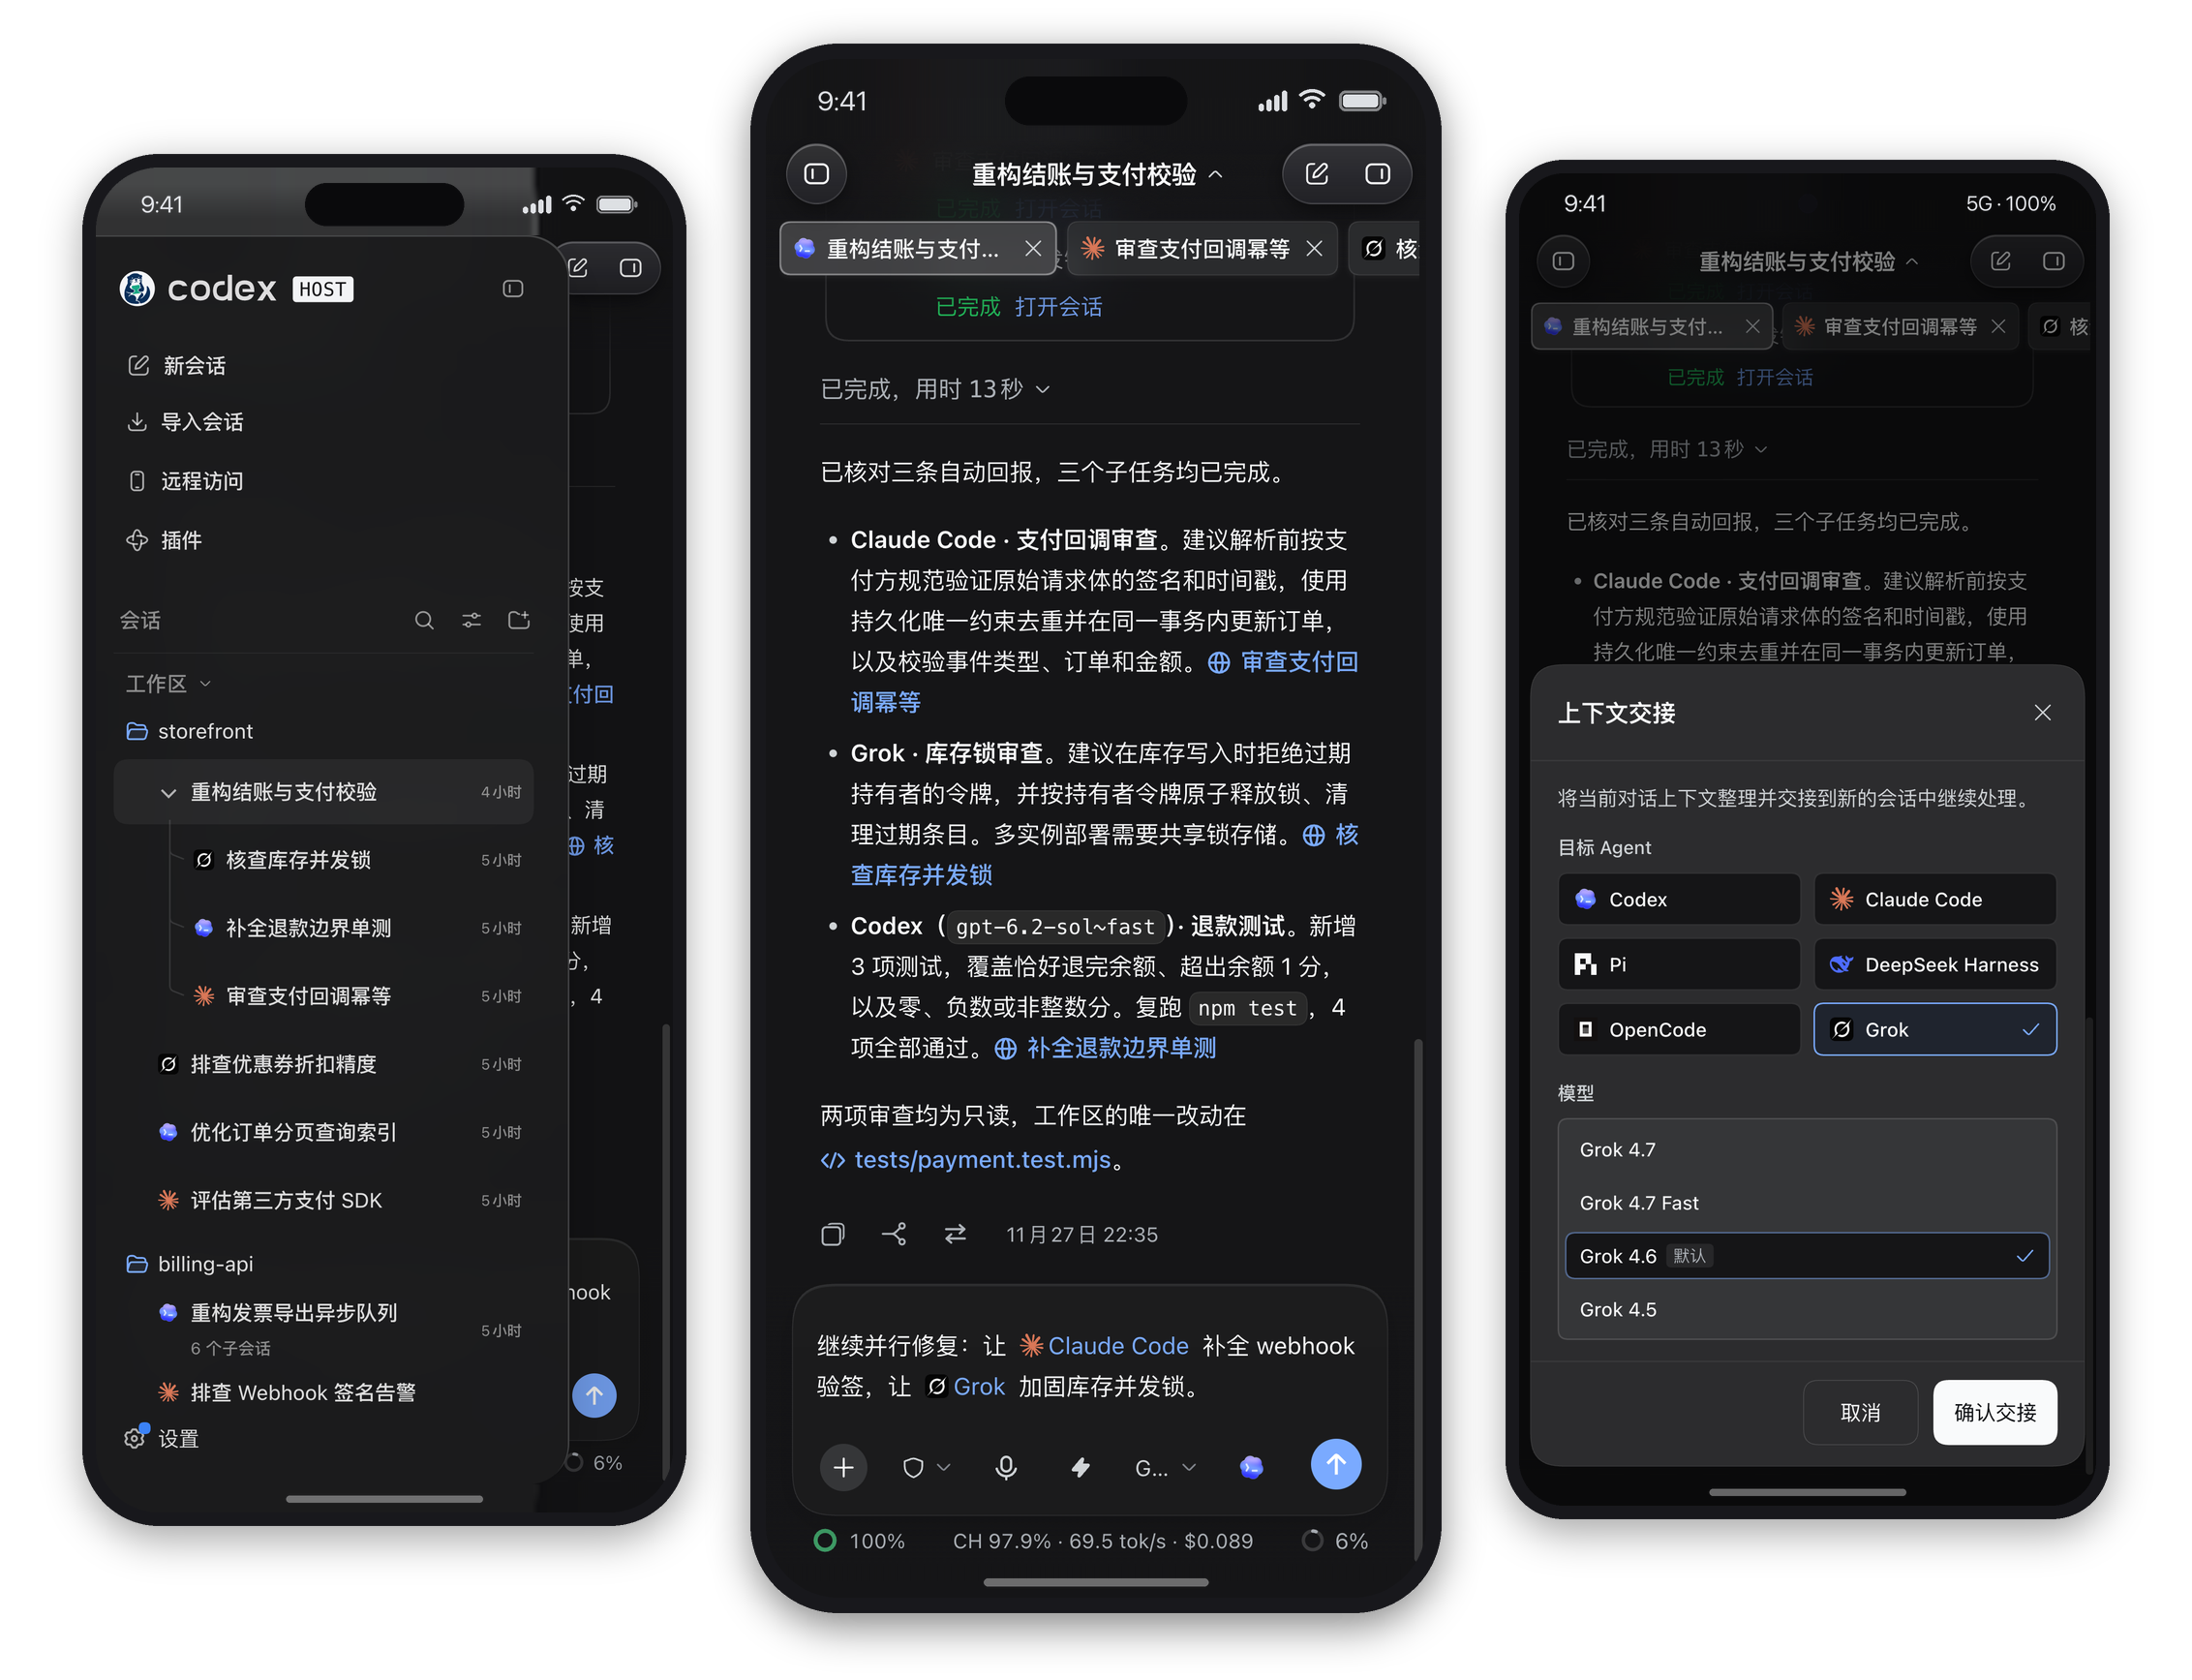 9:41
codex HOST
新会话
导入会话
远程访问
插件
会话
工作区
storefront
重构结账与支付校验 4小时
核查库存并发锁 5小时
补全退款边界单测 5小时
审查支付回调幂等 5小时
排查优惠券折扣精度 5小时
优化订单分页查询索引 5小时
评估第三方支付 SDK 5小时
billing-api
重构发票导出异步队列 5小时
6 个子会话
排查 Webhook 签名告警
设置
按支
使用
单,
付回
过期
、清
核
新增
分,
, 4
hook
6%
9:41
重构结账与支付校验
重构结账与支付... 审查支付回调幂等 核
已完成 打开会话
已完成，用时 13秒
已核对三条自动回报，三个子任务均已完成。
• Claude Code · 支付回调审查。建议解析前按支
付方规范验证原始请求体的签名和时间戳，使用
持久化唯一约束去重并在同一事务内更新订单，
以及校验事件类型、订单和金额。 审查支付回
调幂等
• Grok · 库存锁审查。建议在库存写入时拒绝过期
持有者的令牌，并按持有者令牌原子释放锁、清
理过期条目。多实例部署需要共享锁存储。 核
查库存并发锁
• Codex（gpt-6.2-sol~fast）· 退款测试。新增
3 项测试，覆盖恰好退完余额、超出余额 1 分，
以及零、负数或非整数分。复跑 npm test，4
项全部通过。 补全退款边界单测
两项审查均为只读，工作区的唯一改动在
</> tests/payment.test.mjs。
11月27日 22:35
继续并行修复：让 Claude Code 补全 webhook
验签，让 Grok 加固库存并发锁。
G...
100% CH 97.9% · 69.5 tok/s · $0.089 6%
9:41 5G · 100%
重构结账与支付校验
重构结账与支付... 审查支付回调幂等 核
已完成 打开会话
已完成，用时 13秒
已核对三条自动回报，三个子任务均已完成。
• Claude Code · 支付回调审查。建议解析前按支
付方规范验证原始请求体的签名和时间戳，使用
持久化唯一约束去重并在同一事务内更新订单，
上下文交接
将当前对话上下文整理并交接到新的会话中继续处理。
目标 Agent
Codex Claude Code
Pi DeepSeek Harness
OpenCode Grok
模型
Grok 4.7
Grok 4.7 Fast
Grok 4.6 默认
Grok 4.5
取消 确认交接